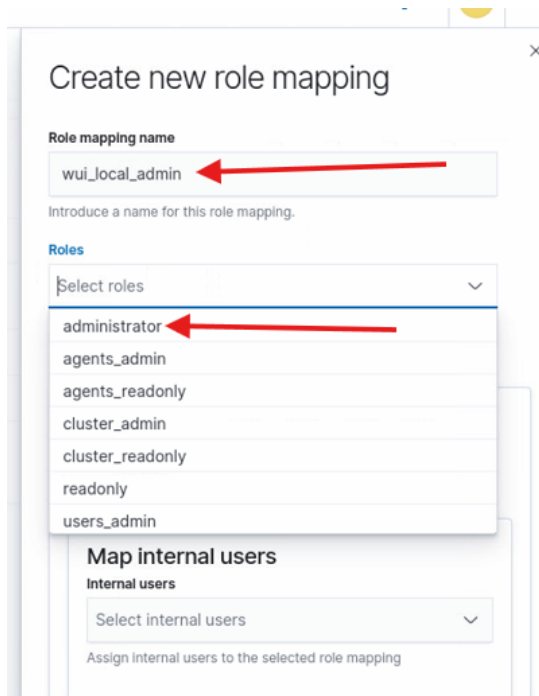 Create new role mapping
Role mapping name
wui_local_admin
Introduce a name for this role mapping.
Roles
Select roles
administrator
agents_admin
agents_readonly
cluster_admin
cluster_readonly
readonly
users_admin
Map internal users
Internal users
Select internal users
Assign internal users to the selected role mapping